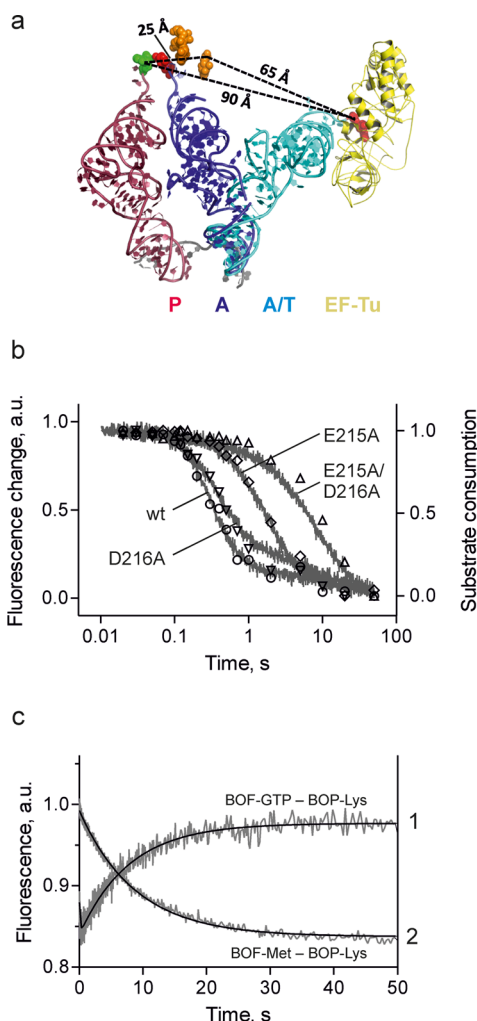 a
25 Å
65 Å
90 Å
P A A/T EF-Tu
b
Fluorescence change, a.u.
1.0
0.5
0.0
1.0
0.5
0.0
Substrate consumption
E215A
E215A/
D216A
wt
D216A
0.01 0.1 1 10 100
Time, s
c
Fluorescence, a.u.
1.0
0.9
0.8
BOF-GTP – BOP-Lys
1
2
BOF-Met – BOP-Lys
0 10 20 30 40 50
Time, s